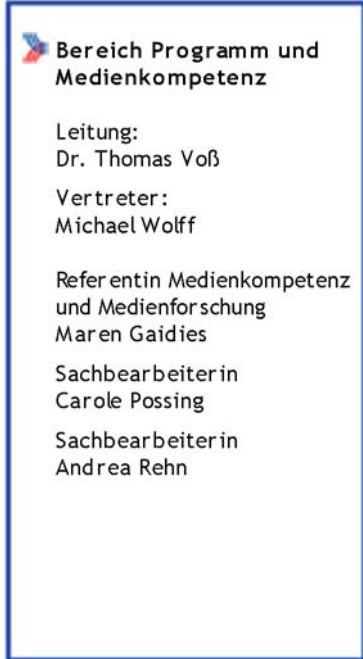 Bereich Programm und
Medienkompetenz
Leitung:
Dr. Thomas Voß
Vertreter:
Michael Wolff
Referentin Medienkompetenz
und Medienforschung
Maren Gaidies
Sachbearbeiterin
Carole Possing
Sachbearbeiterin
Andrea Rehn